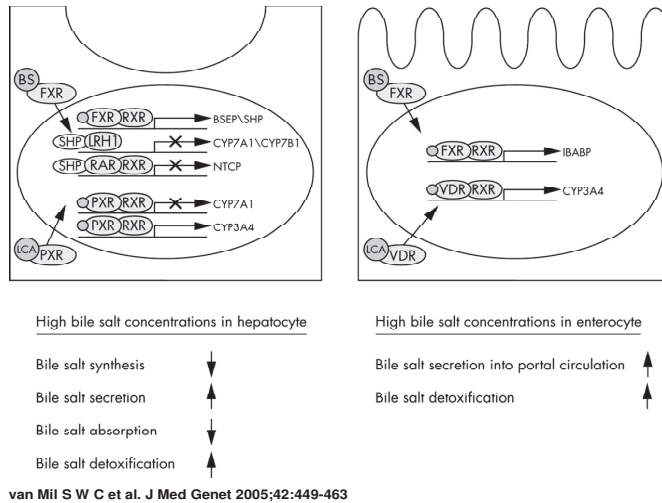 BS
FXR
FXR RXR BSEP\SHP
SHP LRH1 CYP7A1\CYP7B1
SHP RAR RXR NTCP
PXR RXR CYP7A1
PXR RXR CYP3A4
LCA PXR
BS
FXR
FXR RXR IBABP
VDR RXR CYP3A4
LCA VDR
High bile salt concentrations in hepatocyte
Bile salt synthesis
Bile salt secretion
Bile salt absorption
Bile salt detoxification
High bile salt concentrations in enterocyte
Bile salt secretion into portal circulation
Bile salt detoxification
van Mil S W C et al. J Med Genet 2005;42:449-463